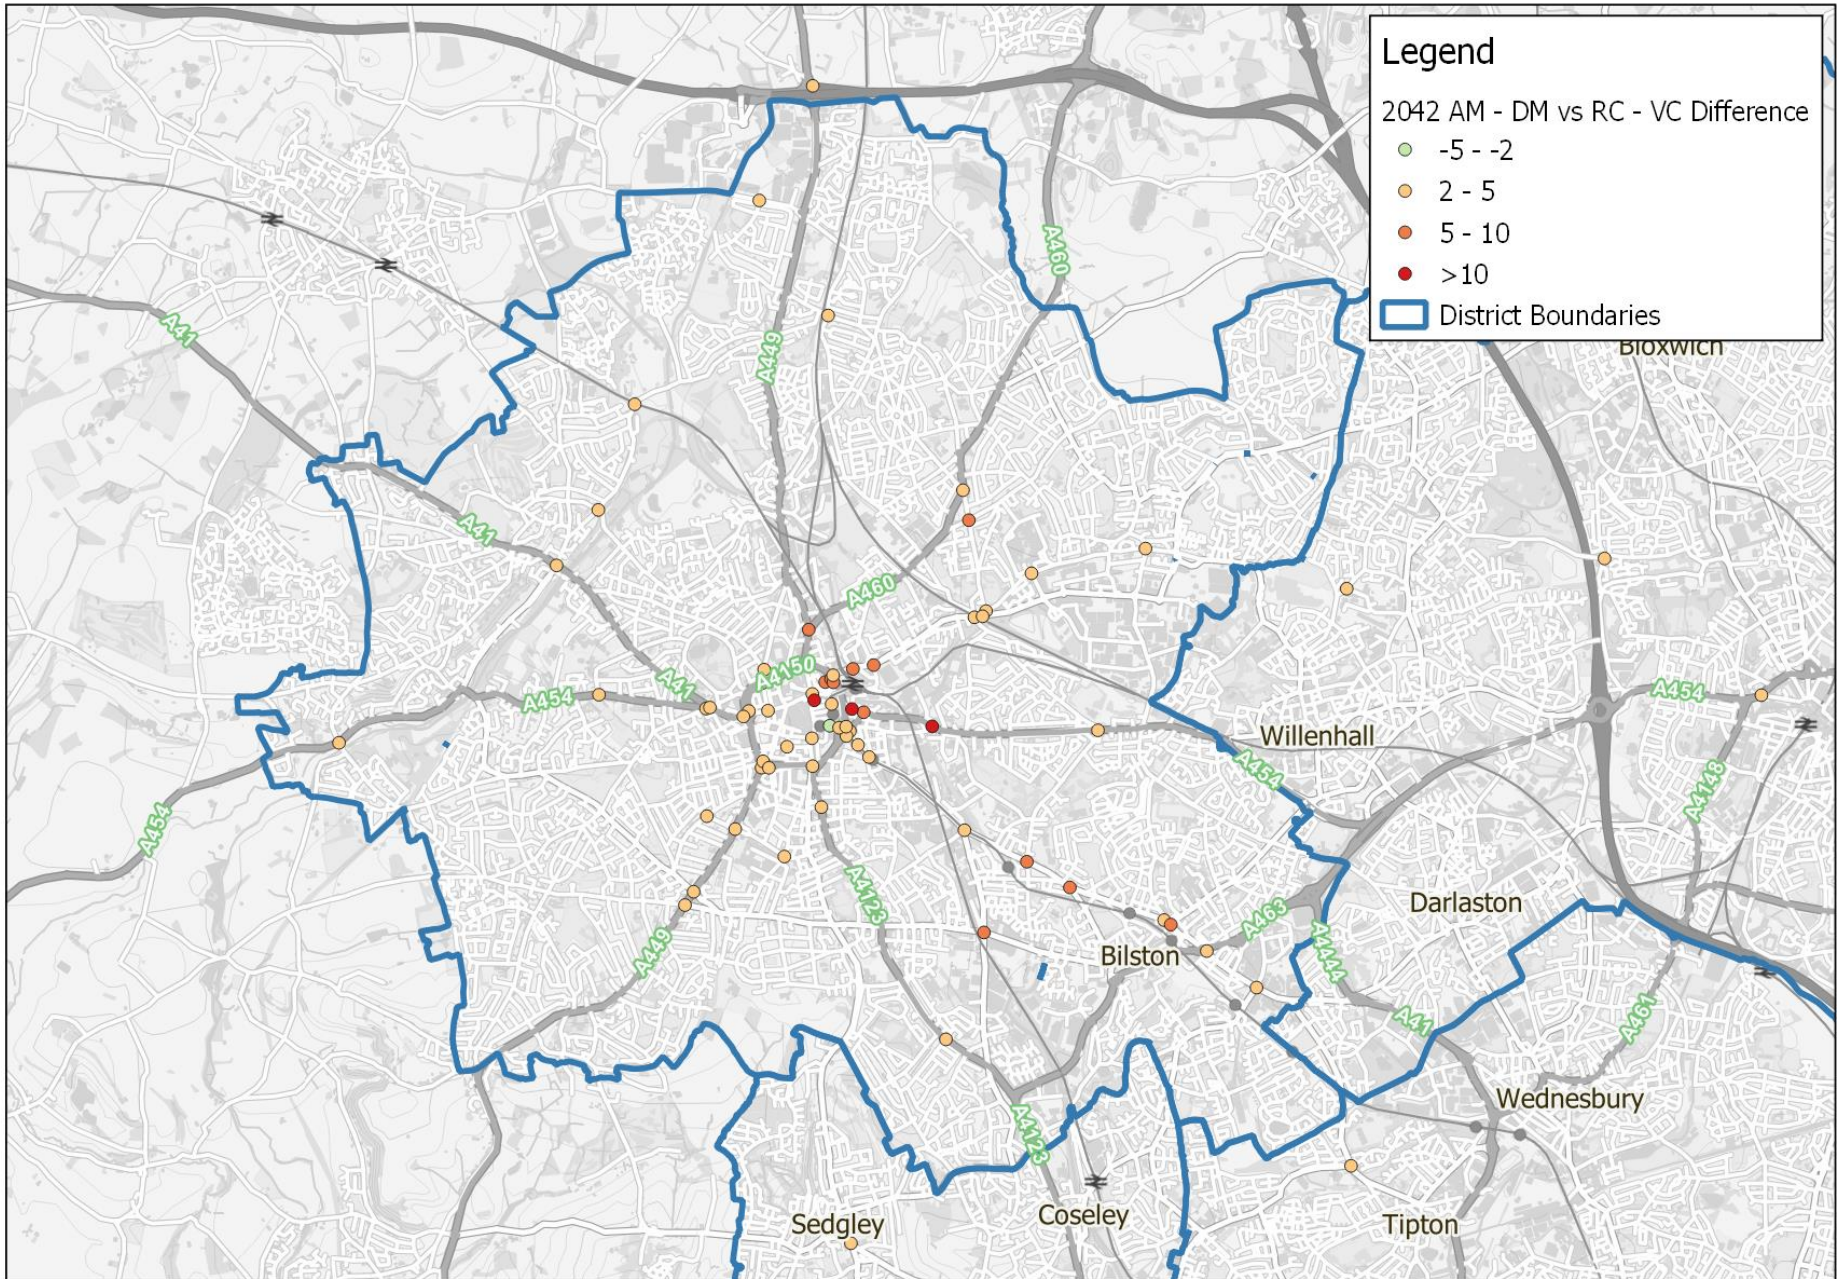 Legend
2042 AM - DM vs RC - VC Difference
-5 - -2
2 - 5
5 - 10
>10
District Boundaries
Bloxwich
A460
A41
A449
A41
A460
A4150
A41
A454
A454
Willenhall
A454
A4148
A454
A4123
Darlaston
A463
A449
Bilston
A4444
A41
A461
Wednesbury
A4123
Sedgley
Coseley
Tipton